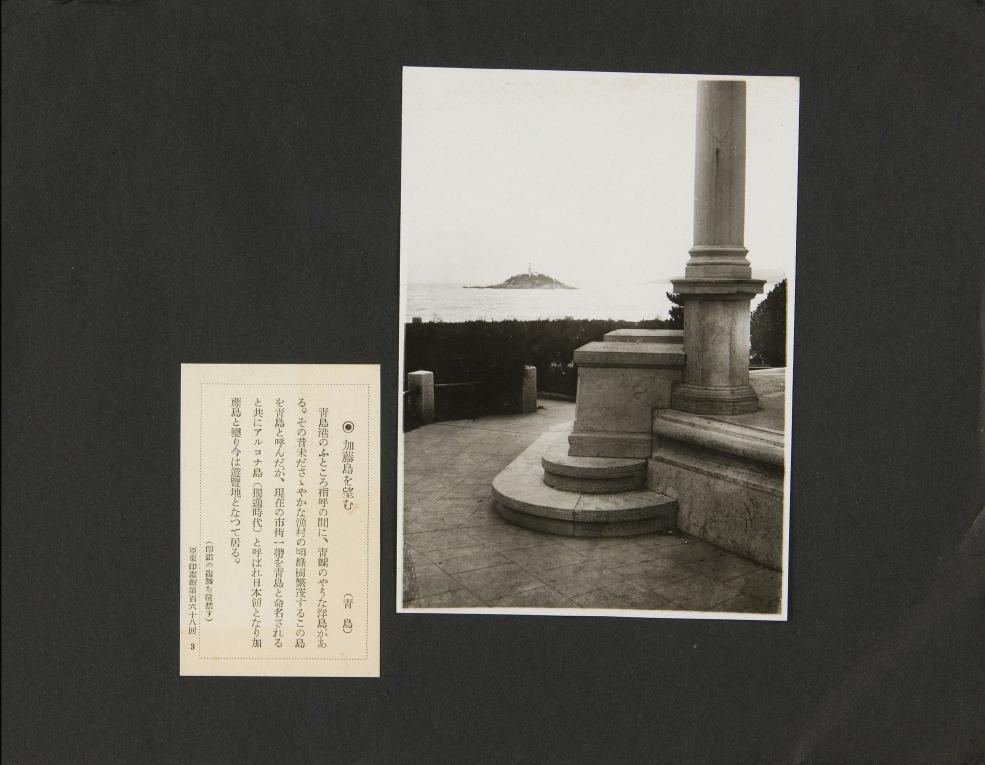 ◉ 加藤島を望む （青島）
青島港のふところ指呼の間に、青螺のやうな浮島があ
る。その昔未ださゝやかな漁村の頃綠樹繁茂するこの島
を青島と呼んだが、現在の市街一帶を青島と命名される
と共にアルコナ島（獨逸時代）と呼ばれ日本領となり加
藤島と變り今は遊覽地となつて居る。
（印畫の複製を嚴禁す）
亞東印畫輯第百六十八回 3